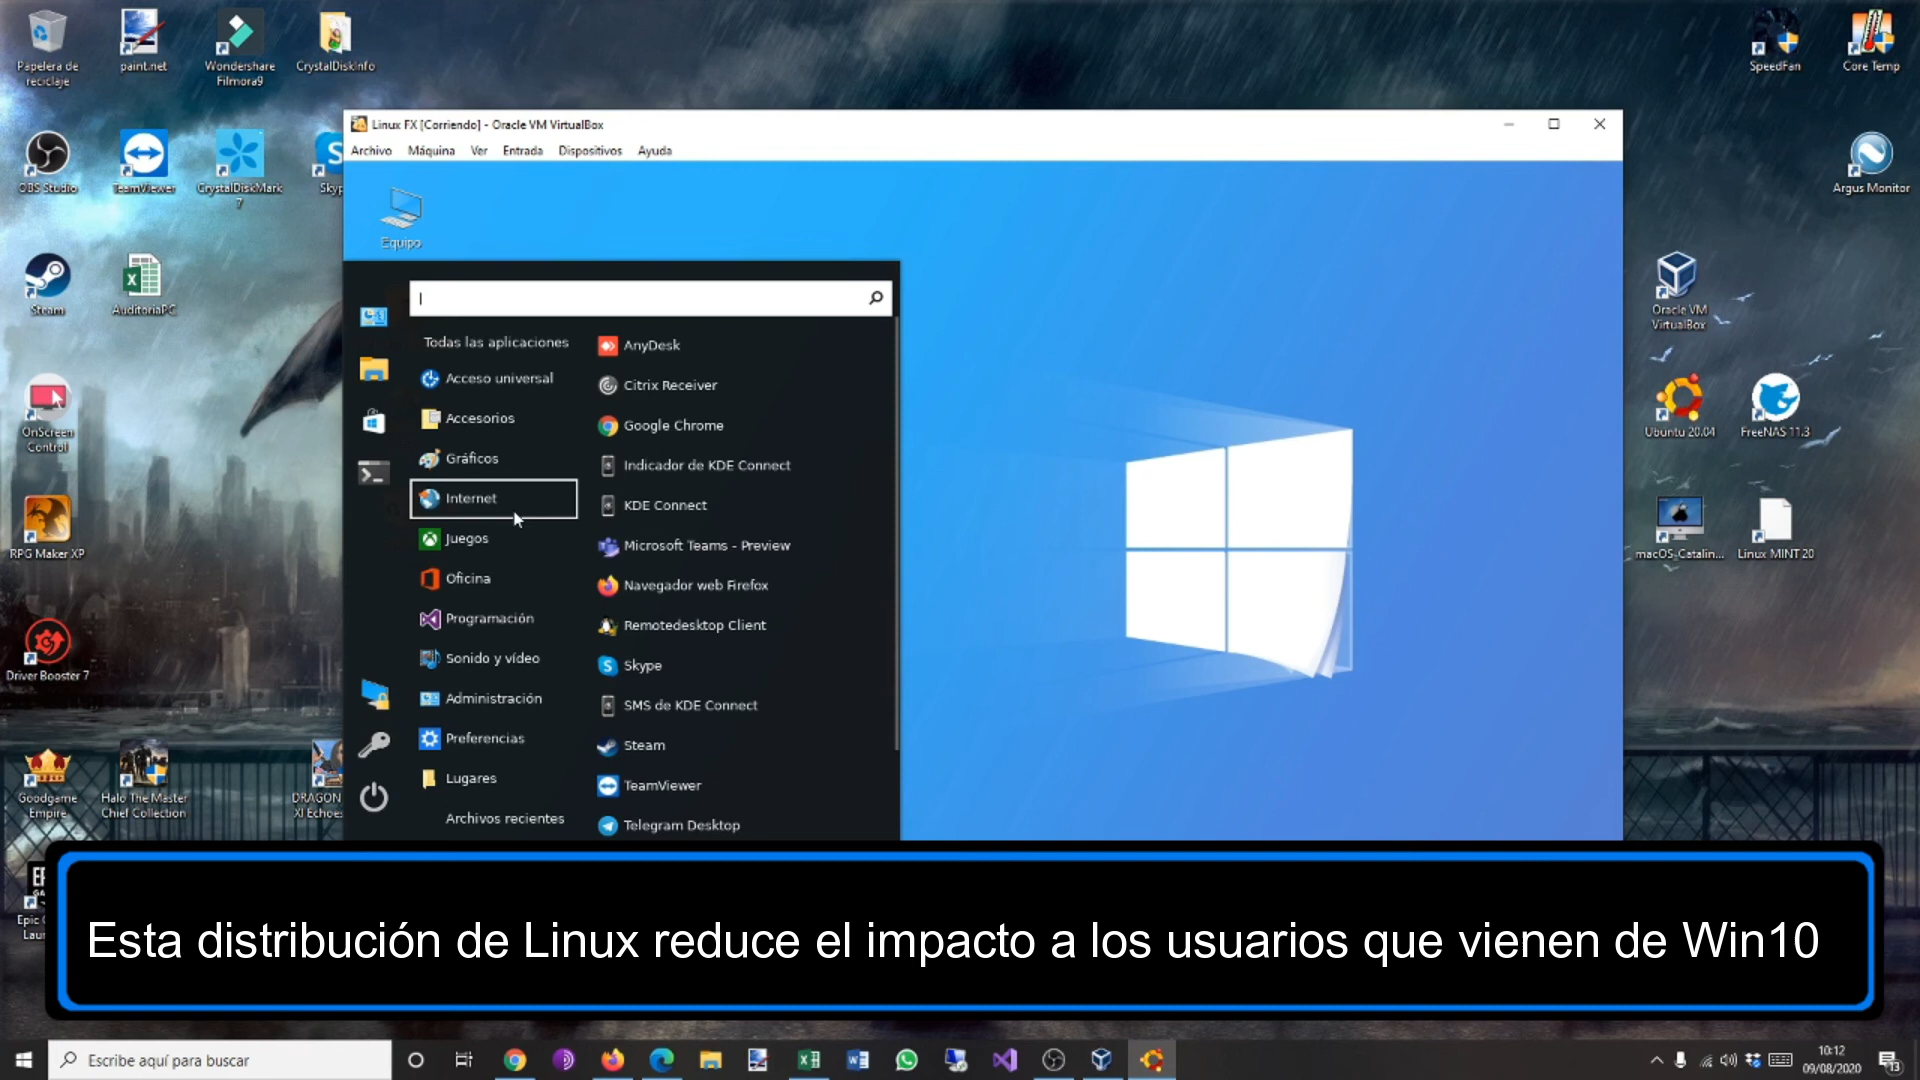 Papelera de
reciclaje
paint.net
Wondershare
Filmora9
CrystalDiskInfo
SpeedFan
Core Temp
OBS Studio
TeamViewer
CrystalDiskMark
7
Skyp
Argus Monitor
Steam
AuditoriaPC
Oracle VM
VirtualBox
OnScreen
Control
Ubuntu 20.04
FreeNAS 11.3
RPG Maker XP
macOS_Catalin...
Linux MINT 20
Driver Booster 7
Goodgame
Empire
Halo The Master
Chief Collection
DRAGON
XI Echoes
Epic
Lau
Linux FX [Corriendo] - Oracle VM VirtualBox
Archivo Máquina Ver Entrada Dispositivos Ayuda
Equipo
Todas las aplicaciones
Acceso universal
Accesorios
Gráficos
Internet
Juegos
Oficina
Programación
Sonido y vídeo
Administración
Preferencias
Lugares
Archivos recientes
AnyDesk
Citrix Receiver
Google Chrome
Indicador de KDE Connect
KDE Connect
Microsoft Teams - Preview
Navegador web Firefox
Remotedesktop Client
Skype
SMS de KDE Connect
Steam
TeamViewer
Telegram Desktop
Esta distribución de Linux reduce el impacto a los usuarios que vienen de Win10
Escribe aquí para buscar
10:12
09/08/2020
13